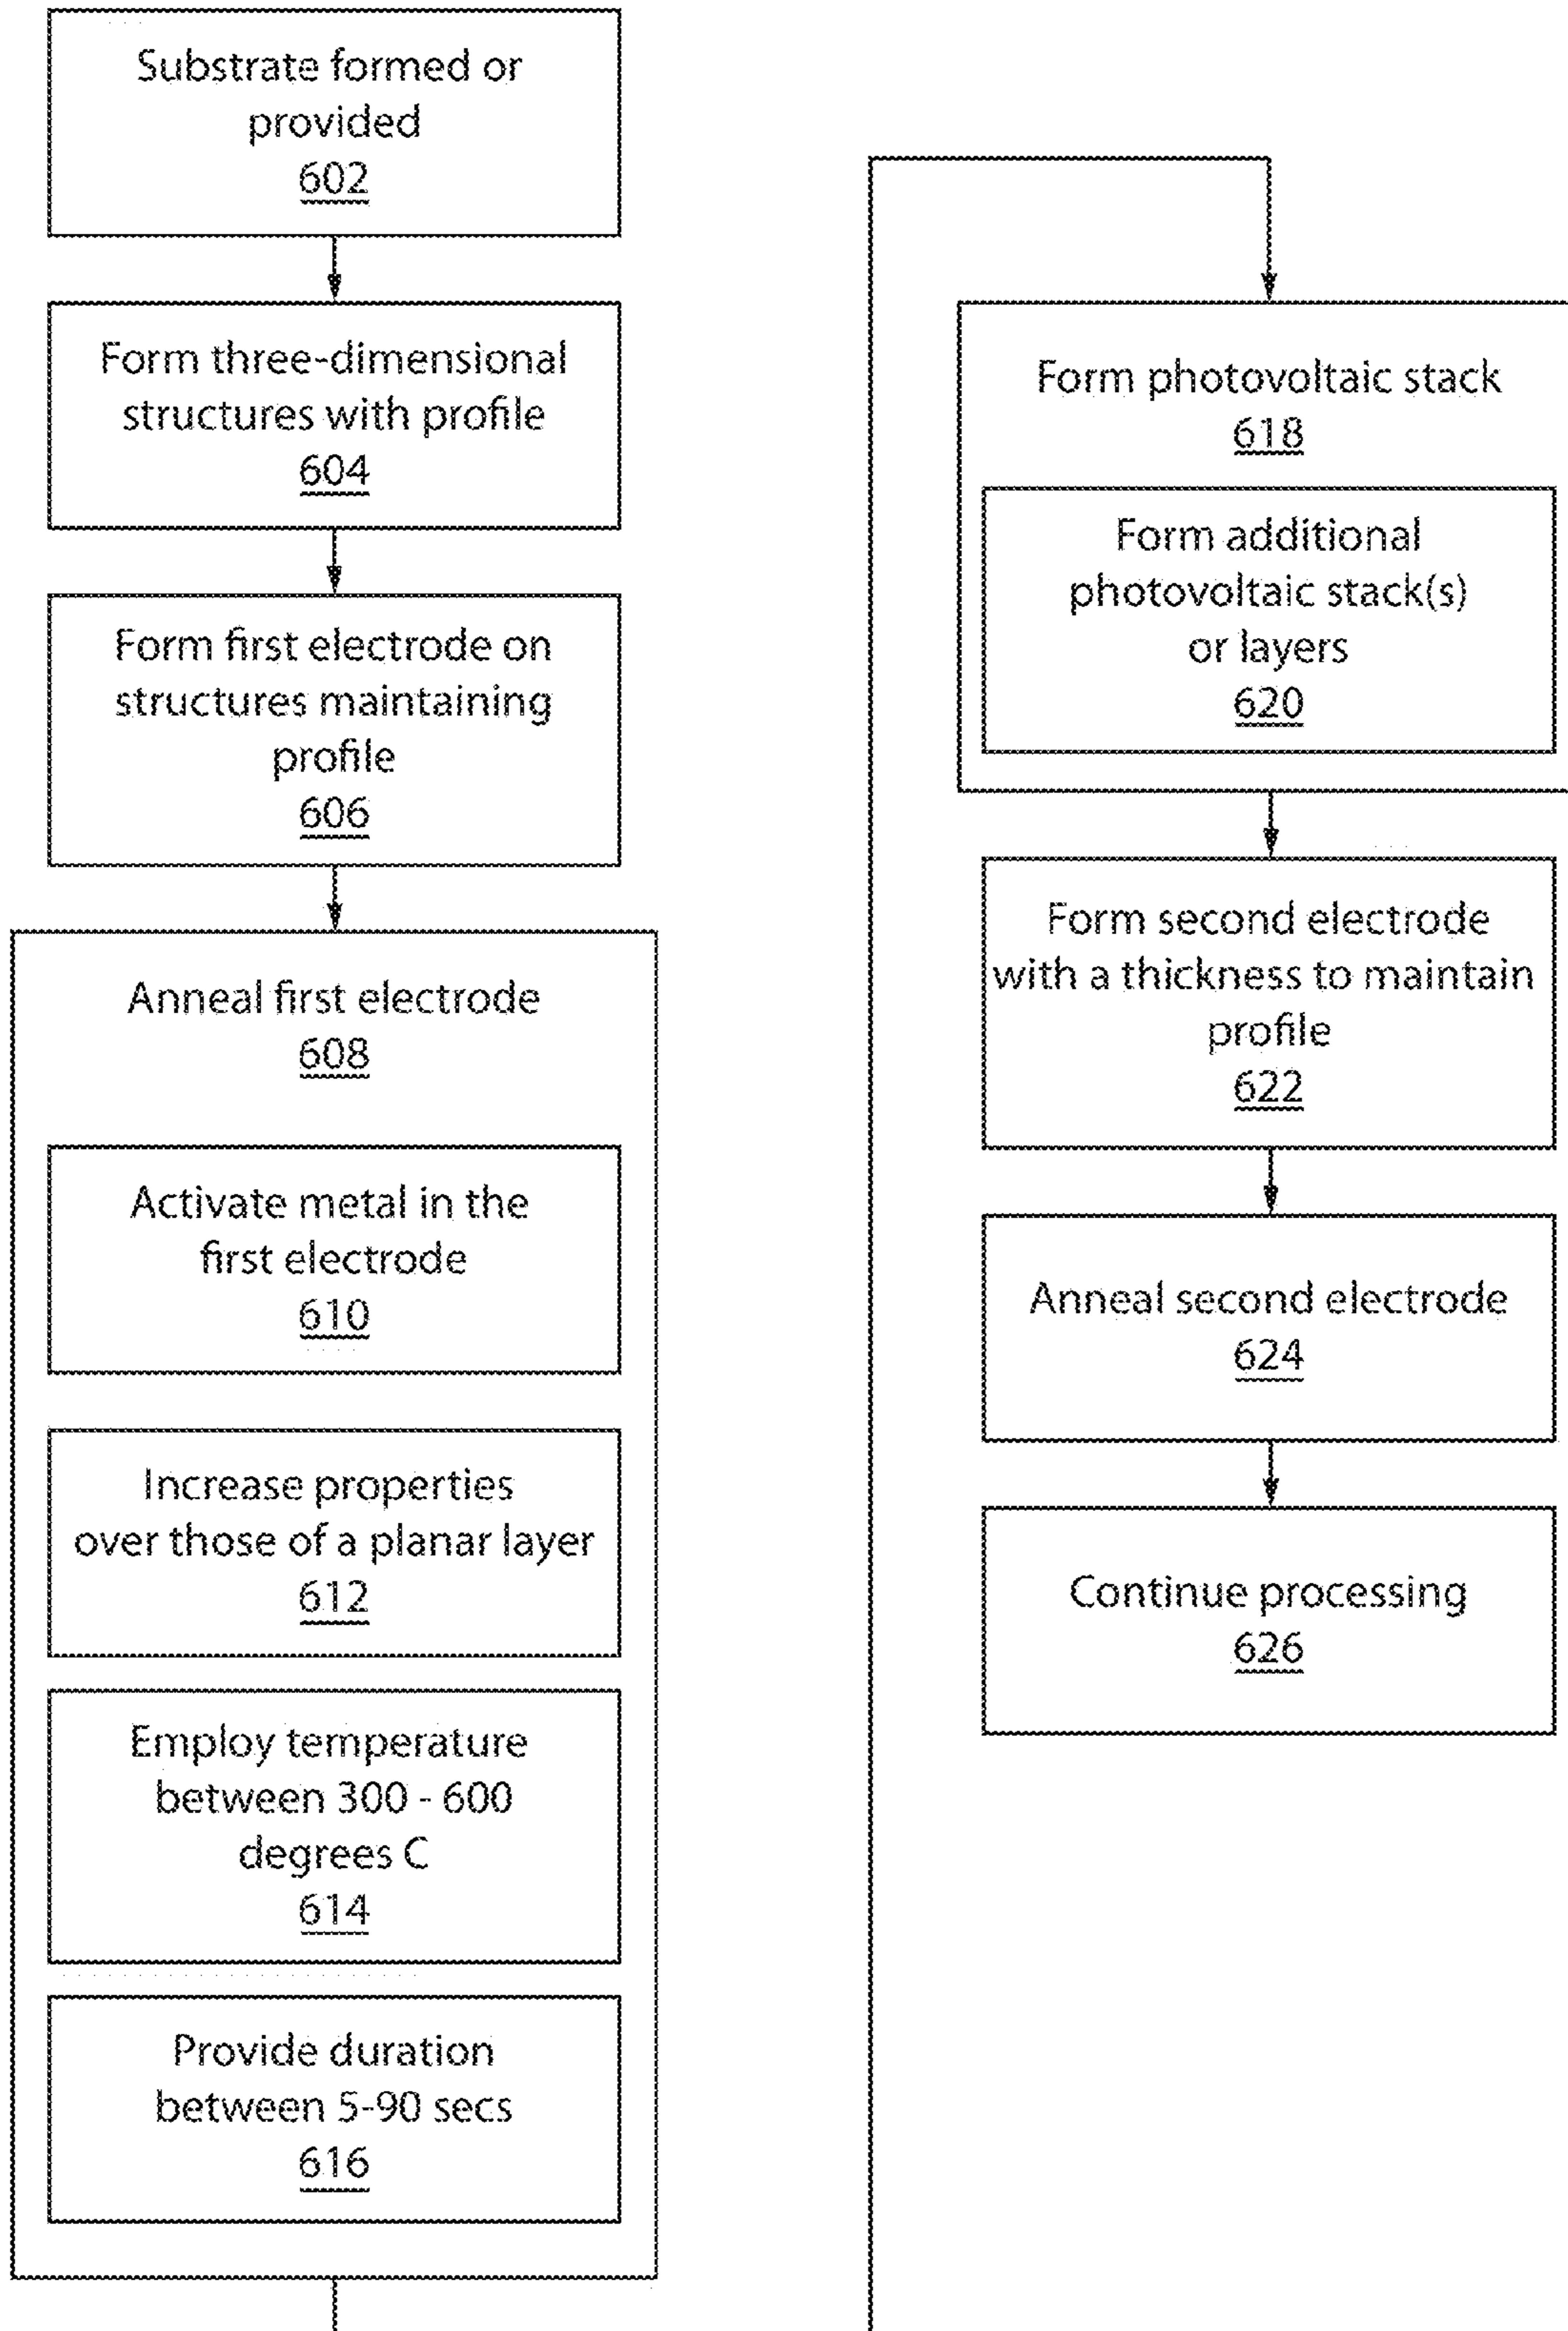 Substrate formed or
provided
602
Form three-dimensional
structures with profile
604
Form first electrode on
structures maintaining
profile
606
Anneal first electrode
608
Activate metal in the
first electrode
610
Increase properties
over those of a planar layer
612
Employ temperature
between 300 - 600
degrees C
614
Provide duration
between 5-90 secs
616
Form photovoltaic stack
618
Form additional
photovoltaic stack(s)
or layers
620
Form second electrode
with a thickness to maintain
profile
622
Anneal second electrode
624
Continue processing
626